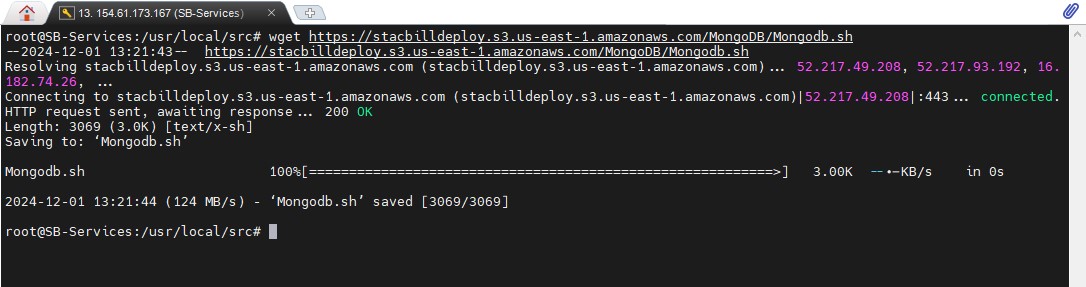 13. 154.61.173.167 (SB-Services)
root@SB-Services:/usr/local/src# wget https://stacbilldeploy.s3.us-east-1.amazonaws.com/MongoDB/Mongodb.sh
--2024-12-01 13:21:43-- https://stacbilldeploy.s3.us-east-1.amazonaws.com/MongoDB/Mongodb.sh
Resolving stacbilldeploy.s3.us-east-1.amazonaws.com (stacbilldeploy.s3.us-east-1.amazonaws.com)... 52.217.49.208, 52.217.93.192, 16.
182.74.26, ...
Connecting to stacbilldeploy.s3.us-east-1.amazonaws.com (stacbilldeploy.s3.us-east-1.amazonaws.com)|52.217.49.208|:443... connected.
HTTP request sent, awaiting response... 200 OK
Length: 3069 (3.0K) [text/x-sh]
Saving to: ‘Mongodb.sh’
Mongodb.sh 100%[==========================================================>] 3.00K --.-KB/s in 0s
2024-12-01 13:21:44 (124 MB/s) - ‘Mongodb.sh’ saved [3069/3069]
root@SB-Services:/usr/local/src#